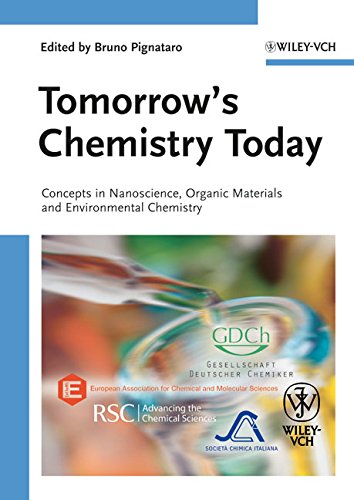 Edited by Bruno Pignataro
WILEY-VCH
Tomorrow's
Chemistry Today
Concepts in Nanoscience, Organic Materials
and Environmental Chemistry
GDCh
GESELLSCHAFT
DEUTSCHER CHEMIKER
E
European Association for Chemical and Molecular Sciences
RSC Advancing the
Chemical Sciences
SOCIETÀ CHIMICA ITALIANA
WILEY-
VCH